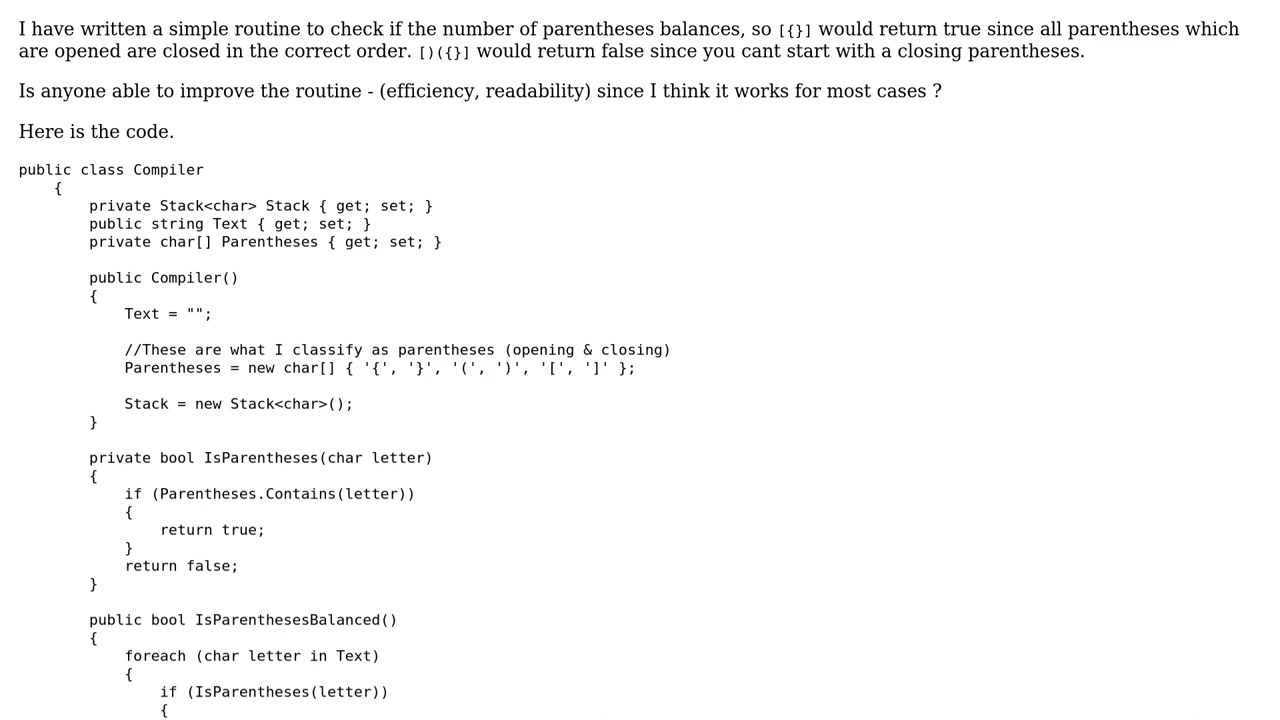 I have written a simple routine to check if the number of parentheses balances, so [{}] would return true since all parentheses which
are opened are closed in the correct order. [)({}] would return false since you cant start with a closing parentheses.
Is anyone able to improve the routine - (efficiency, readability) since I think it works for most cases ?
Here is the code.
public class Compiler
    {
        private Stack<char> Stack { get; set; }
        public string Text { get; set; }
        private char[] Parentheses { get; set; }

        public Compiler()
        {
            Text = "";

            //These are what I classify as parentheses (opening & closing)
            Parentheses = new char[] { '{', '}', '(', ')', '[', ']' };

            Stack = new Stack<char>();
        }

        private bool IsParentheses(char letter)
        {
            if (Parentheses.Contains(letter))
            {
                return true;
            }
            return false;
        }

        public bool IsParenthesesBalanced()
        {
            foreach (char letter in Text)
            {
                if (IsParentheses(letter))
                {